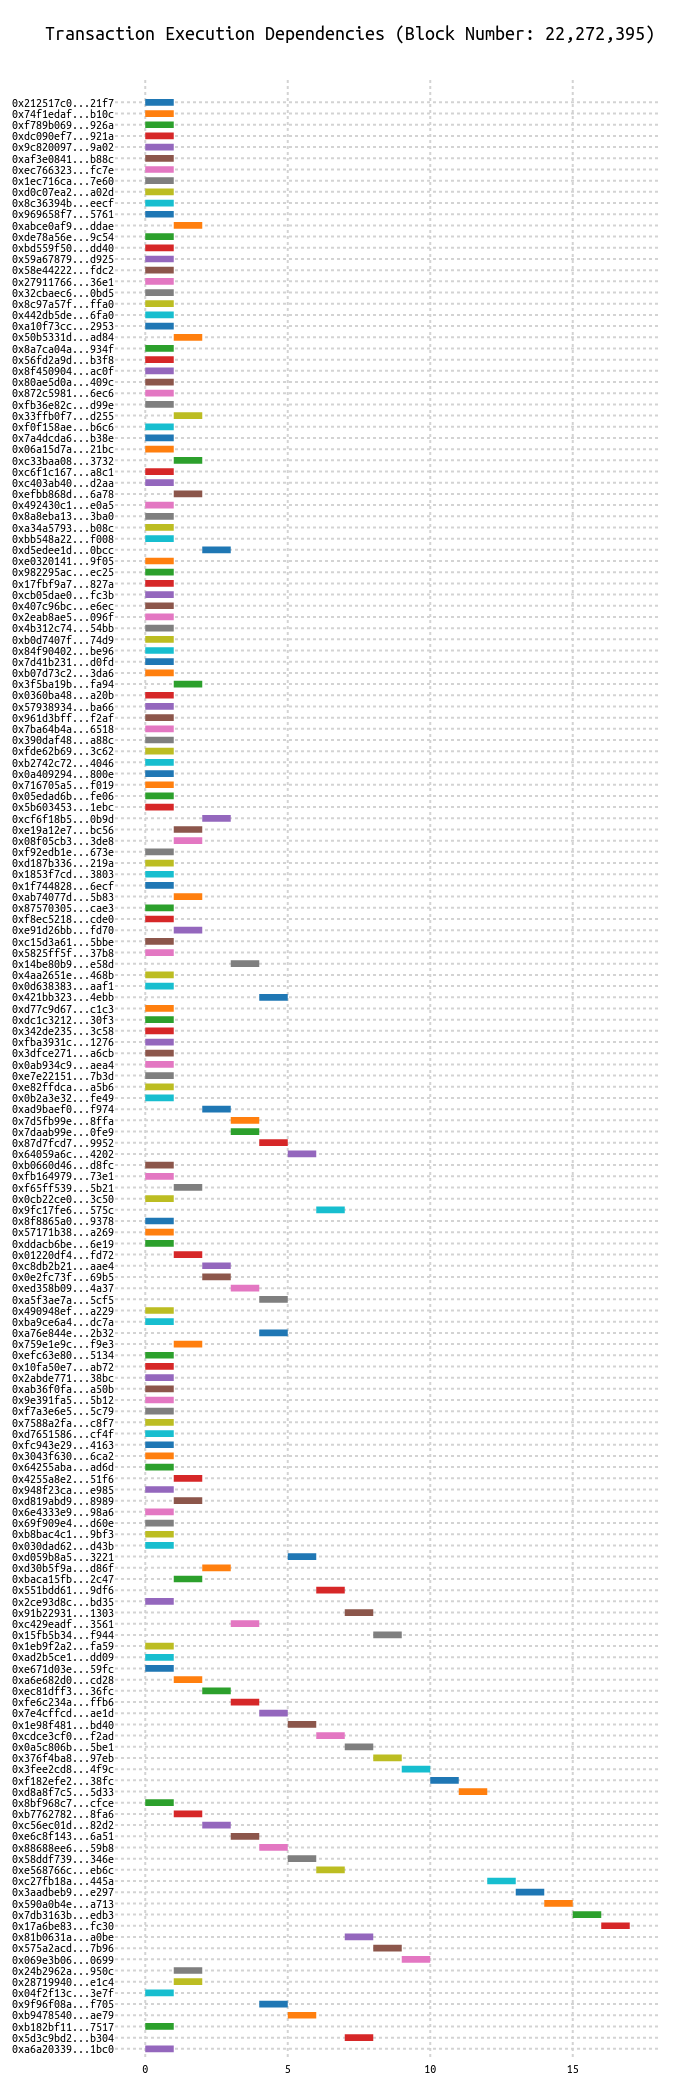 Transaction Execution Dependencies (Block Number: 22,272,395)
0x212517c0...21f7
0x74f1edaf...b10c
0xf789b069...926a
0xdc090ef7...921a
0x9c820097...9a02
0xaf3e0841...b88c
0xec766323...fc7e
0x1ec716ca...7e60
0xd0c07ea2...a02d
0x8c36394b...eecf
0x969658f7...5761
0xabce0af9...ddae
0xde78a56e...9c54
0xbd559f50...dd40
0x59a67879...d925
0x58e44222...fdc2
0x27911766...36e1
0x32cbaec6...0bd5
0x8c97a57f...ffa0
0x442db5de...6fa0
0xa10f73cc...2953
0x50b5331d...ad84
0x8a7ca04a...934f
0x56fd2a9d...b3f8
0x8f450904...ac0f
0x80ae5d0a...409c
0x872c5981...6ec6
0xfb36e82c...d99e
0x33ffb0f7...d255
0xf0f158ae...b6c6
0x7a4dcda6...b38e
0x06a15d7a...21bc
0xc33baa08...3732
0xc6f1c167...a8c1
0xc403ab40...d2aa
0xefbb868d...6a78
0x492430c1...e0a5
0x8a8eba13...3ba0
0xa34a5793...b08c
0xbb548a22...f008
0xd5edee1d...0bcc
0xe0320141...9f05
0x982295ac...ec25
0x17fbf9a7...827a
0xcb05dae0...fc3b
0x407c96bc...e6ec
0x2eab8ae5...096f
0x4b312c74...54bb
0xb0d7407f...74d9
0x84f90402...be96
0x7d41b231...d0fd
0xb07d73c2...3da6
0x3f5ba19b...fa94
0x0360ba48...a20b
0x57938934...ba66
0x961d3bff...f2af
0x7ba64b4a...6518
0x390daf48...a88c
0xfde62b69...3c62
0xb2742c72...4046
0x0a409294...800e
0x716705a5...f019
0x05edad6b...fe06
0x5b603453...1ebc
0xcf6f18b5...0b9d
0xe19a12e7...bc56
0x08f05cb3...3de8
0xf92edb1e...673e
0xd187b336...219a
0x1853f7cd...3803
0x1f744828...6ecf
0xab74077d...5b83
0x87570305...cae3
0xf8ec5218...cde0
0xe91d26bb...fd70
0xc15d3a61...5bbe
0x5825ff5f...37b8
0x14be80b9...e58d
0x4aa2651e...468b
0x0d638383...aaf1
0x421bb323...4ebb
0xd77c9d67...c1c3
0xdc1c3212...30f3
0x342de235...3c58
0xfba3931c...1276
0x3dfce271...a6cb
0x0ab934c9...aea4
0xe7e22151...7b3d
0xe82ffdca...a5b6
0x0b2a3e32...fe49
0xad9baef0...f974
0x7d5fb99e...8ffa
0x7daab99e...0fe9
0x87d7fcd7...9952
0x64059a6c...4202
0xb0660d46...d8fc
0xfb164979...73e1
0xf65ff539...5b21
0x0cb22ce0...3c50
0x9fc17fe6...575c
0x8f8865a0...9378
0x57171b38...a269
0xddacb6be...6e19
0x01220df4...fd72
0xc8db2b21...aae4
0x0e2fc73f...69b5
0xed358b09...4a37
0xa5f3ae7a...5cf5
0x490948ef...a229
0xba9ce6a4...dc7a
0xa76e844e...2b32
0x759e1e9c...f9e3
0xefc63e80...5134
0x10fa50e7...ab72
0x2abde771...38bc
0xab36f0fa...a50b
0x9e391fa5...5b12
0xf7a3e6e5...5c79
0x7588a2fa...c8f7
0xd7651586...cf4f
0xfc943e29...4163
0x3043f630...6ca2
0x64255aba...ad6d
0x4255a8e2...51f6
0x948f23ca...e985
0xd819abd9...8989
0x6e4333e9...98a6
0x69f909e4...d60e
0xb8bac4c1...9bf3
0x030dad62...d43b
0xd059b8a5...3221
0xd30b5f9a...d86f
0xbaca15fb...2c47
0x551bdd61...9df6
0x2ce93d8c...bd35
0x91b22931...1303
0xc429eadf...3561
0x15fb5b34...f944
0x1eb9f2a2...fa59
0xad2b5ce1...dd09
0xe671d03e...59fc
0xa6e682d0...cd28
0xec81dff3...36fc
0xfe6c234a...ffb6
0x7e4cffcd...ae1d
0x1e98f481...bd40
0xcdce3cf0...f2ad
0x0a5c806b...5be1
0x376f4ba8...97eb
0x3fee2cd8...4f9c
0xf182efe2...38fc
0xd8a8f7c5...5d33
0x8bf968c7...cfce
0xb7762782...8fa6
0xc56ec01d...82d2
0xe6c8f143...6a51
0x88688ee6...59b8
0x58ddf739...346e
0xe568766c...eb6c
0xc27fb18a...445a
0x3aadbeb9...e297
0x590a0b4e...a713
0x7db3163b...edb3
0x17a6be83...fc30
0x81b0631a...a0be
0x575a2acd...7b96
0x069e3b06...0699
0x24b2962a...950c
0x28719940...e1c4
0x04f2f13c...3e7f
0x9f96f08a...f705
0xb9478540...ae79
0xb182bf11...7517
0x5d3c9bd2...b304
0xa6a20339...1bc0
0 5 10 15